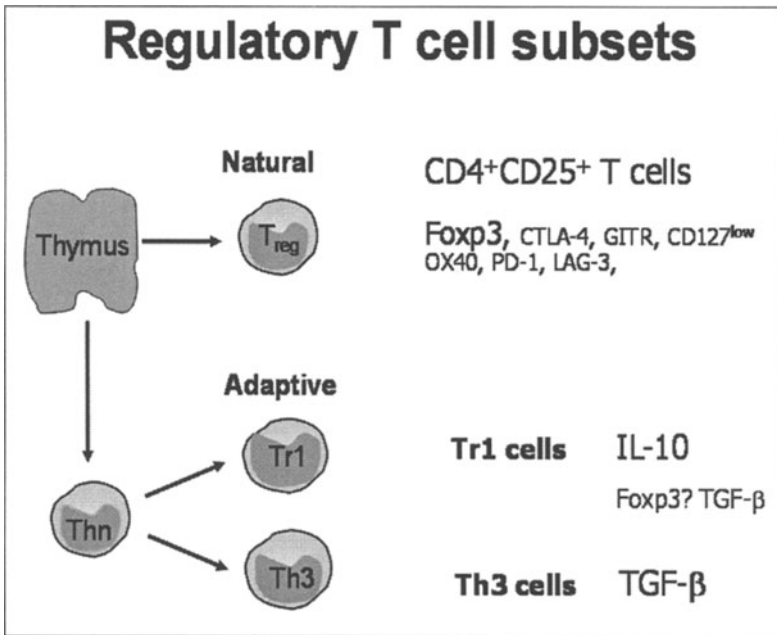 Regulatory T cell subsets
Natural
CD4⁺CD25⁺ T cells
Thymus
Treg
Foxp3, CTLA-4, GITR, CD127low
OX40, PD-1, LAG-3,
Adaptive
Tr1
Tr1 cells IL-10
Foxp3? TGF-β
Thn
Th3
Th3 cells TGF-β